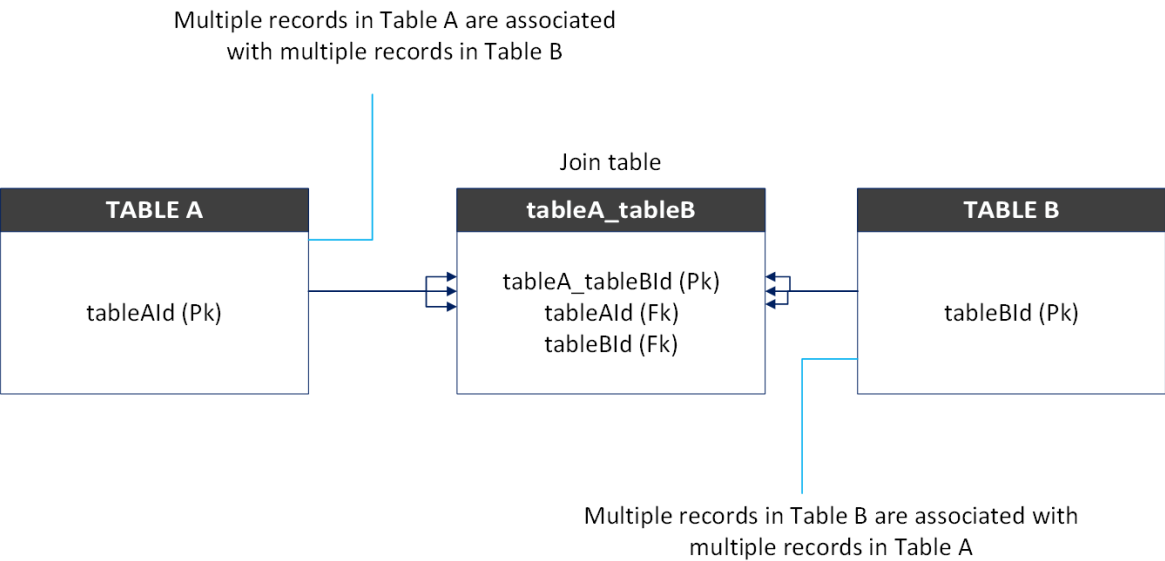 Multiple records in Table A are associated
with multiple records in Table B
Join table
TABLE A
tableA_tableB
TABLE B
tableAId (Pk)
tableA_tableBId (Pk)
tableAId (Fk)
tableBId (Fk)
tableBId (Pk)
Multiple records in Table B are associated with
multiple records in Table A